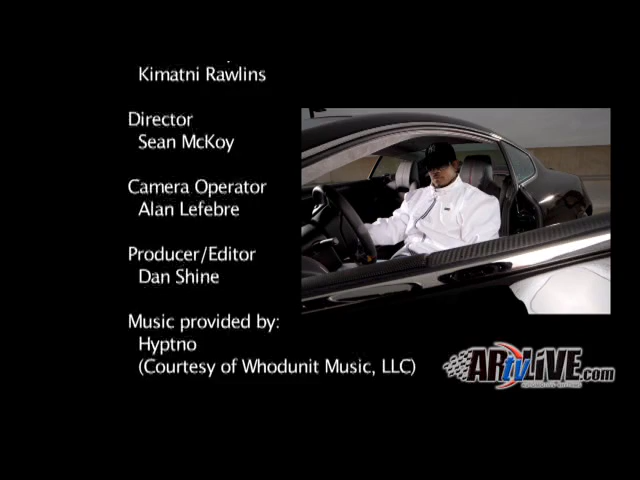 Kimatni Rawlins
Director
Sean McKoy
Camera Operator
Alan Lefebre
Producer/Editor
Dan Shine
Music provided by:
Hyptno
(Courtesy of Whodunit Music, LLC)
ARtvLiVE.com